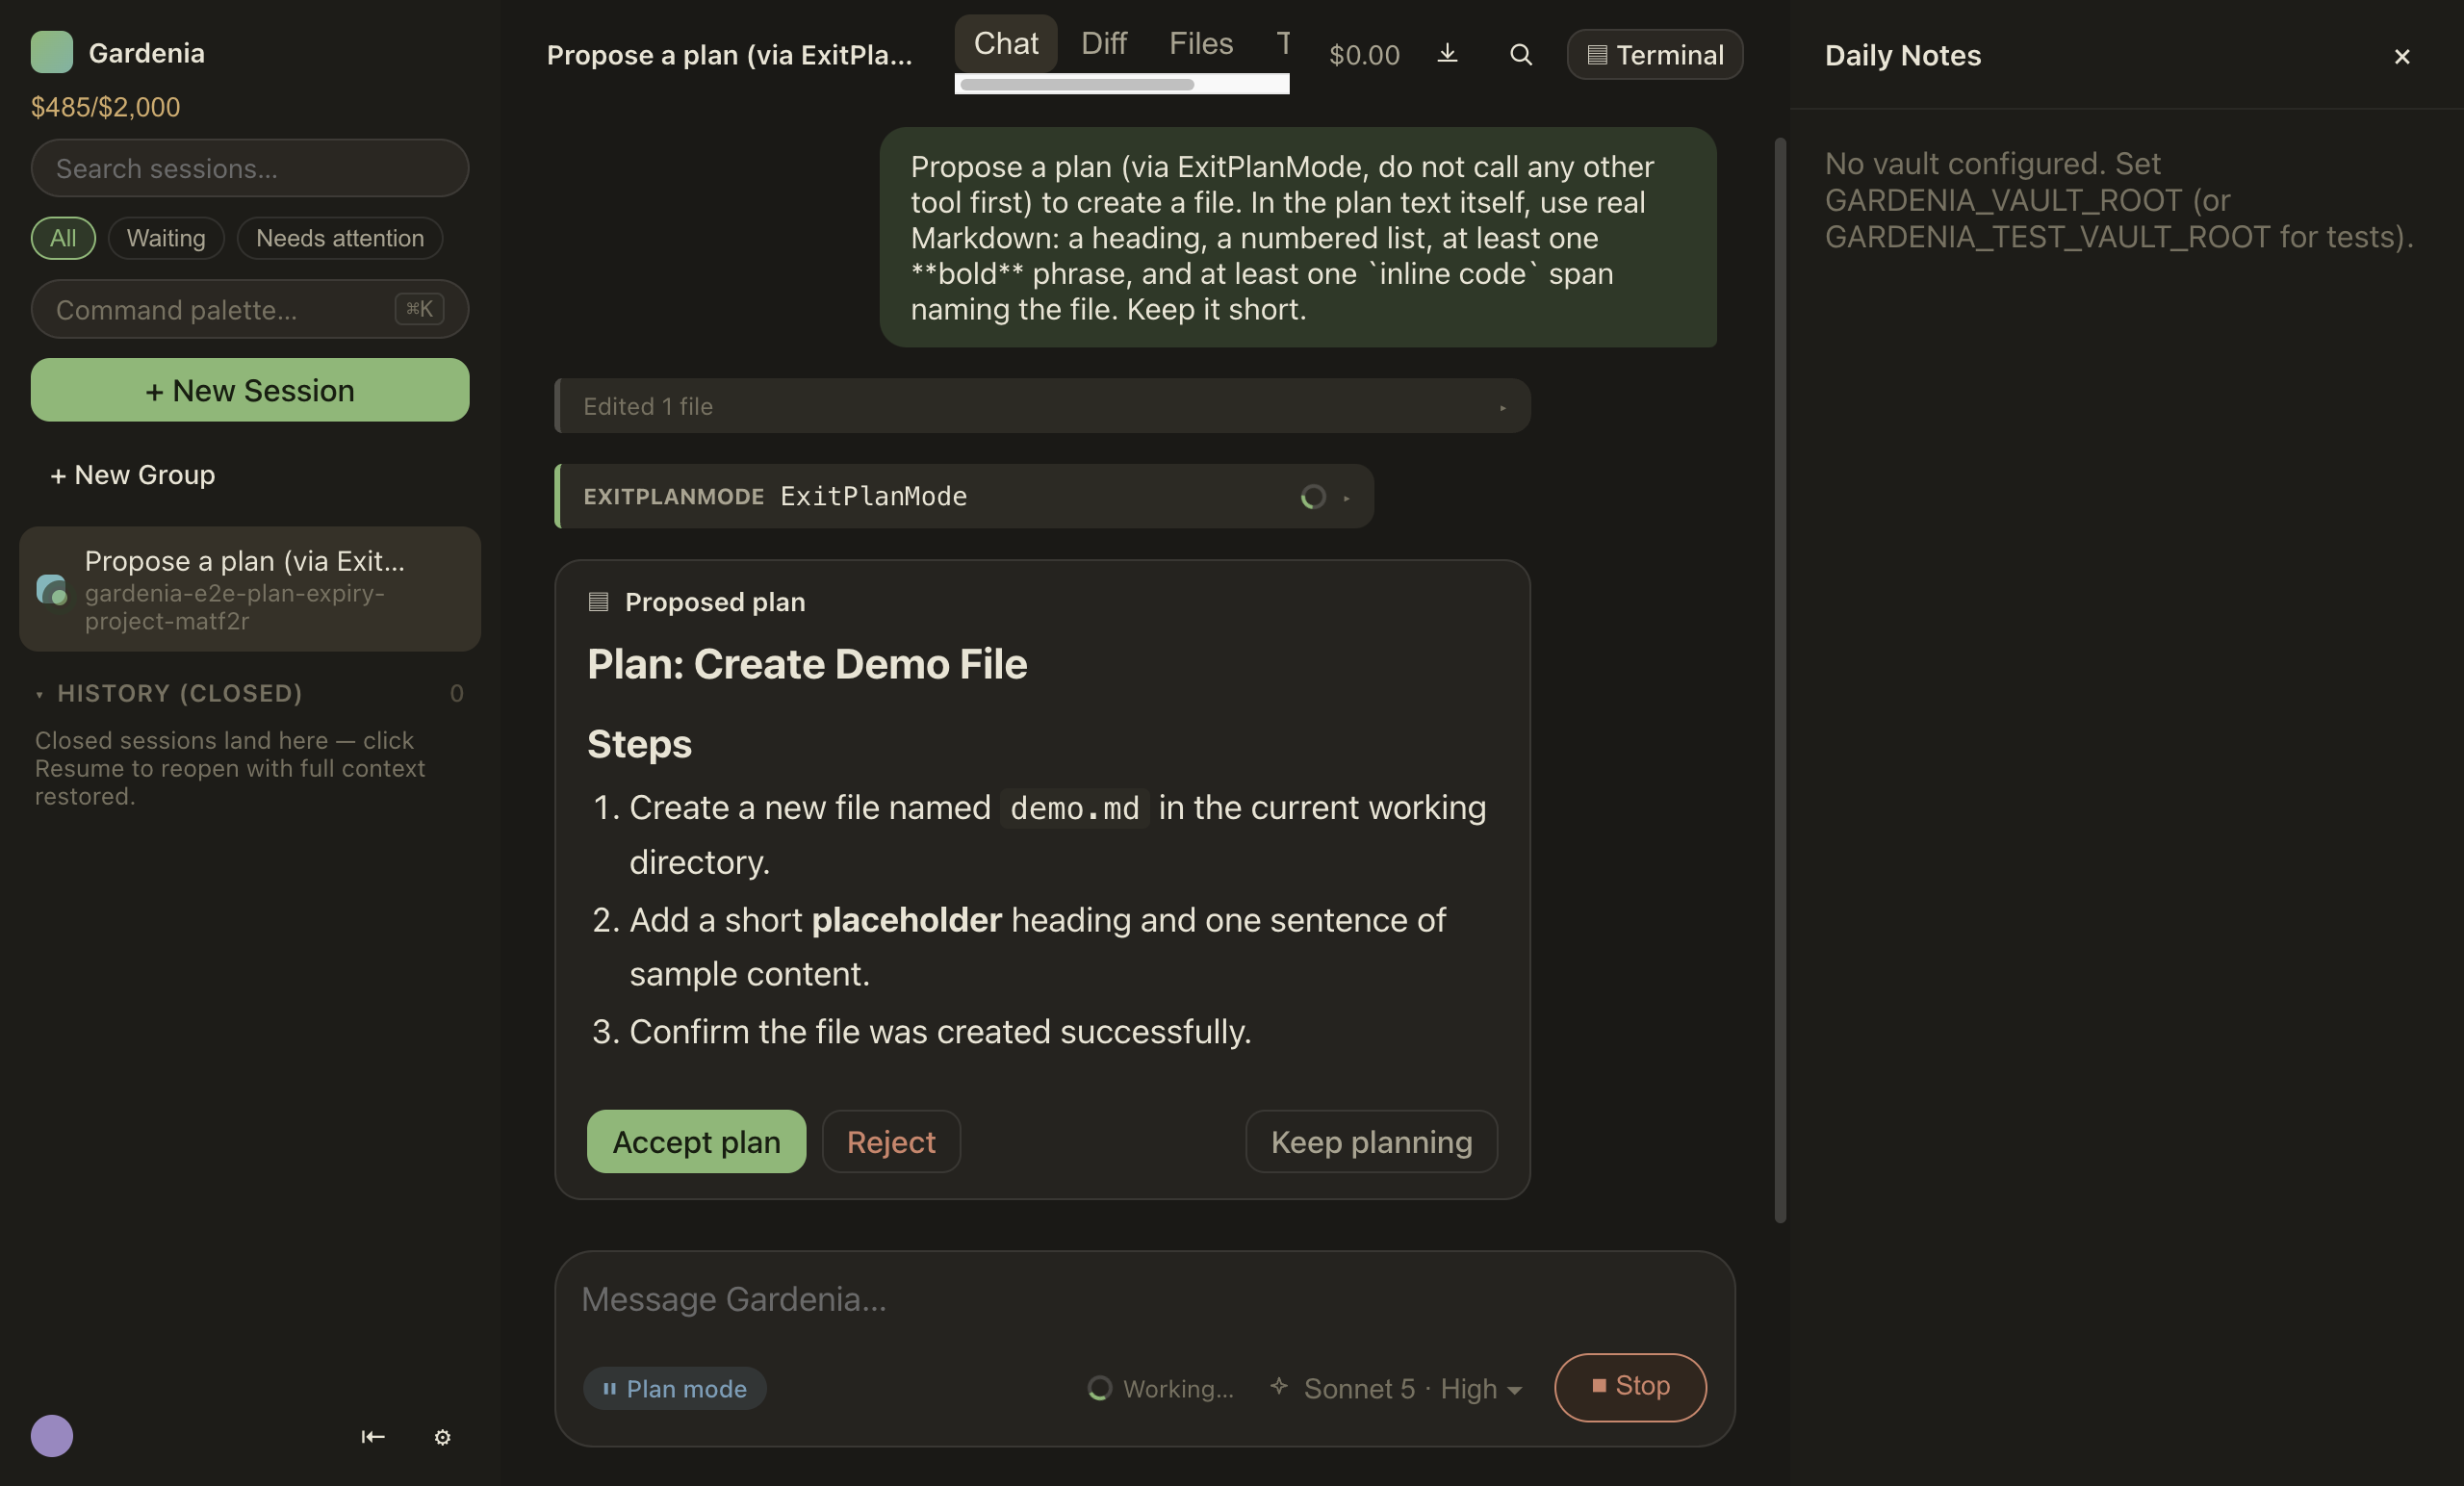 Gardenia
$485/$2,000
Search sessions...
All
Waiting
Needs attention
Command palette...
⌘K
+ New Session
+ New Group
Propose a plan (via Exit...
gardenia-e2e-plan-expiry-
project-matf2r
HISTORY (CLOSED)
0
Closed sessions land here — click
Resume to reopen with full context
restored.
Propose a plan (via ExitPla...
Chat
Diff
Files
$0.00
Terminal
Propose a plan (via ExitPlanMode, do not call any other
tool first) to create a file. In the plan text itself, use real
Markdown: a heading, a numbered list, at least one
**bold** phrase, and at least one `inline code` span
naming the file. Keep it short.
Edited 1 file
EXITPLANMODE ExitPlanMode
Proposed plan
Plan: Create Demo File
Steps
1. Create a new file named demo.md in the current working
directory.
2. Add a short placeholder heading and one sentence of
sample content.
3. Confirm the file was created successfully.
Accept plan
Reject
Keep planning
Message Gardenia...
Plan mode
Working...
Sonnet 5 · High
Stop
Daily Notes
No vault configured. Set
GARDENIA_VAULT_ROOT (or
GARDENIA_TEST_VAULT_ROOT for tests).